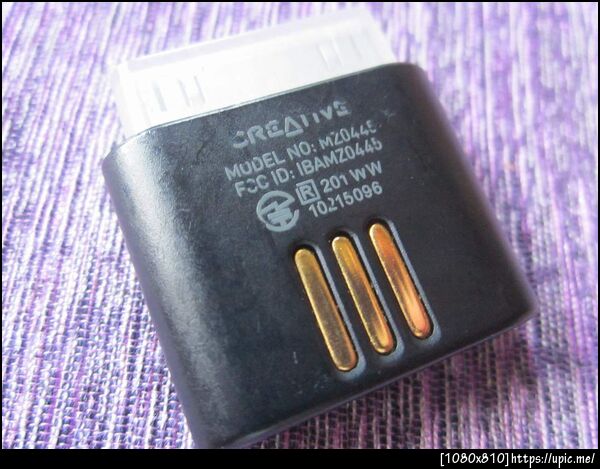 CREATIVE
MODEL NO: MZ0445
FCC ID: IBAMZ0445
R 201 WW
10215096
[1080x810]https://upic.me/